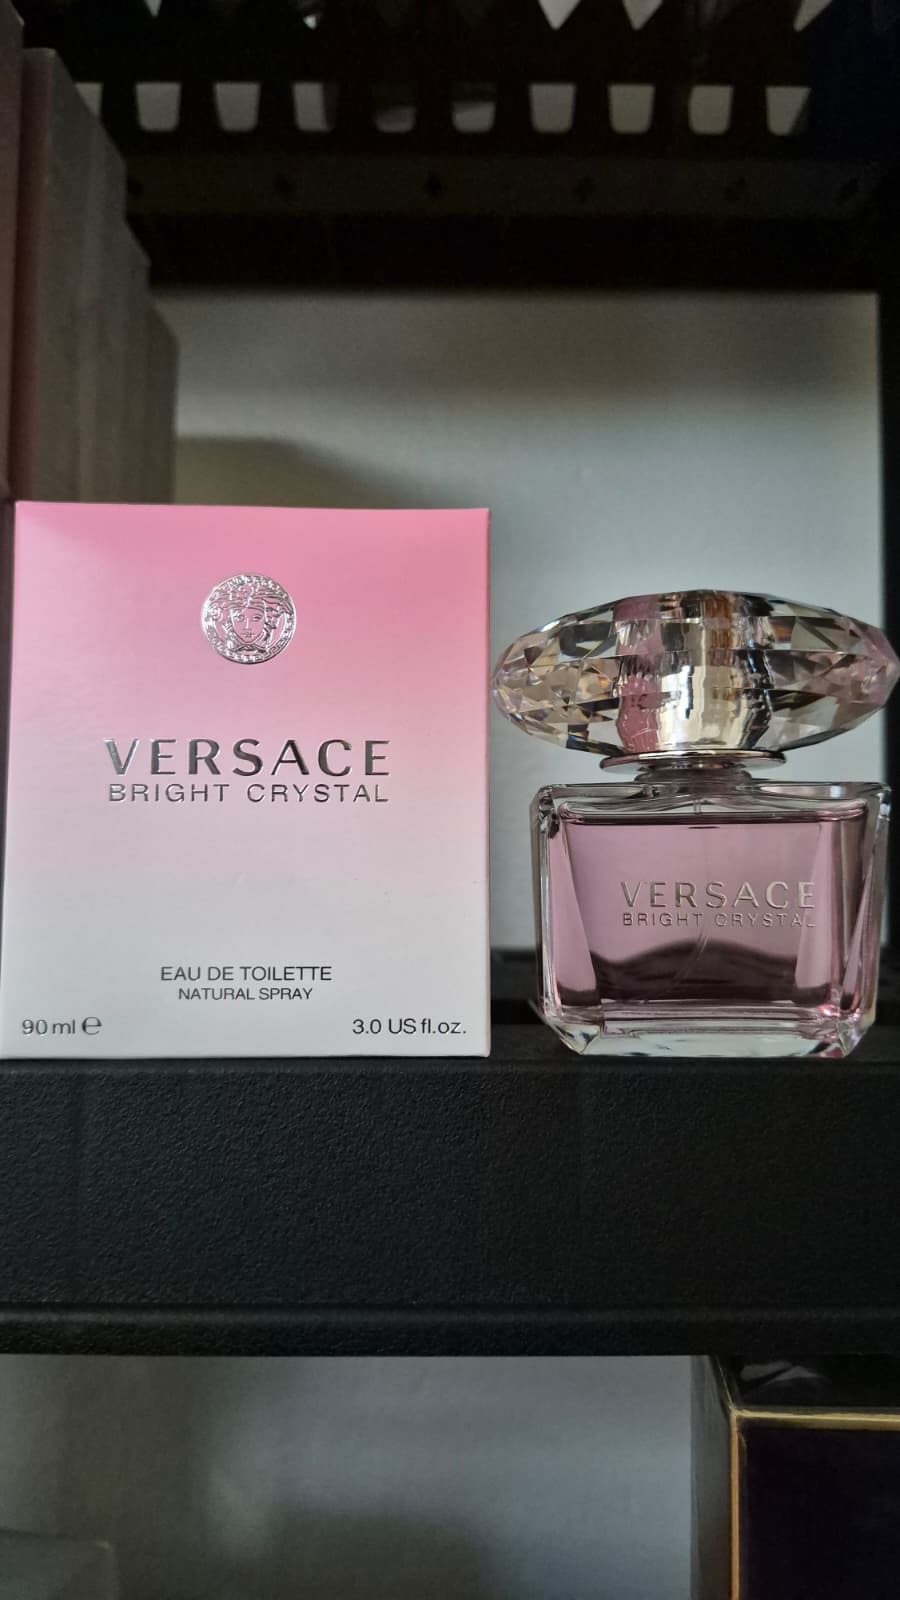 VERSACE
BRIGHT CRYSTAL
EAU DE TOILETTE
NATURAL SPRAY
90 ml ℮
3.0 US fl.oz.
VERSACE
BRIGHT CRYSTAL